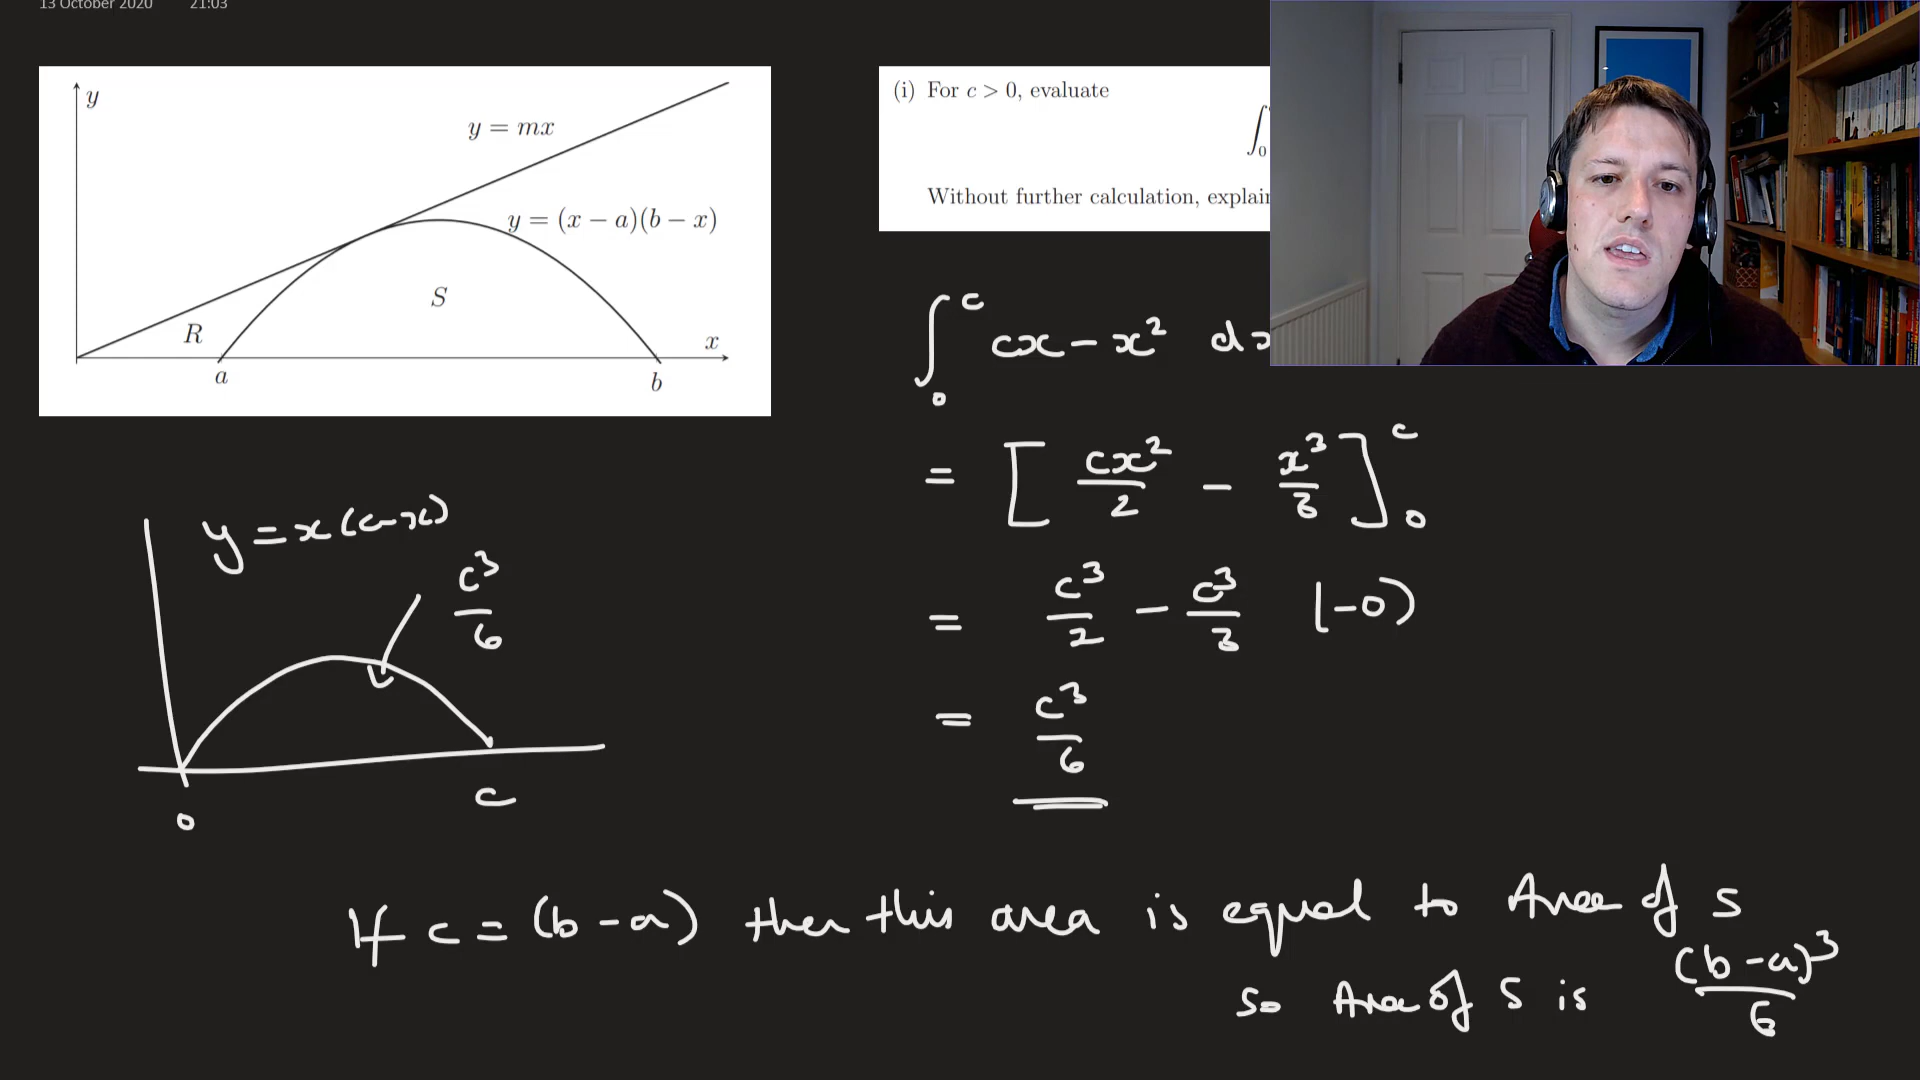 13 October 2020 21:03
y
y = mx
y = (x − a)(b − x)
S
R
x
a
b
(i) For c > 0, evaluate
∫₀
Without further calculation, explain
∫₀ᶜ cx − x² d
= [cx²/2 − x³/3]₀ᶜ
= c³/2 − c³/3 (−0)
= c³/6
y = x(c−x)
c³/6
0
c
If c = (b − a) then this area is equal to Area of S
so Area of S is (b − a)³/6